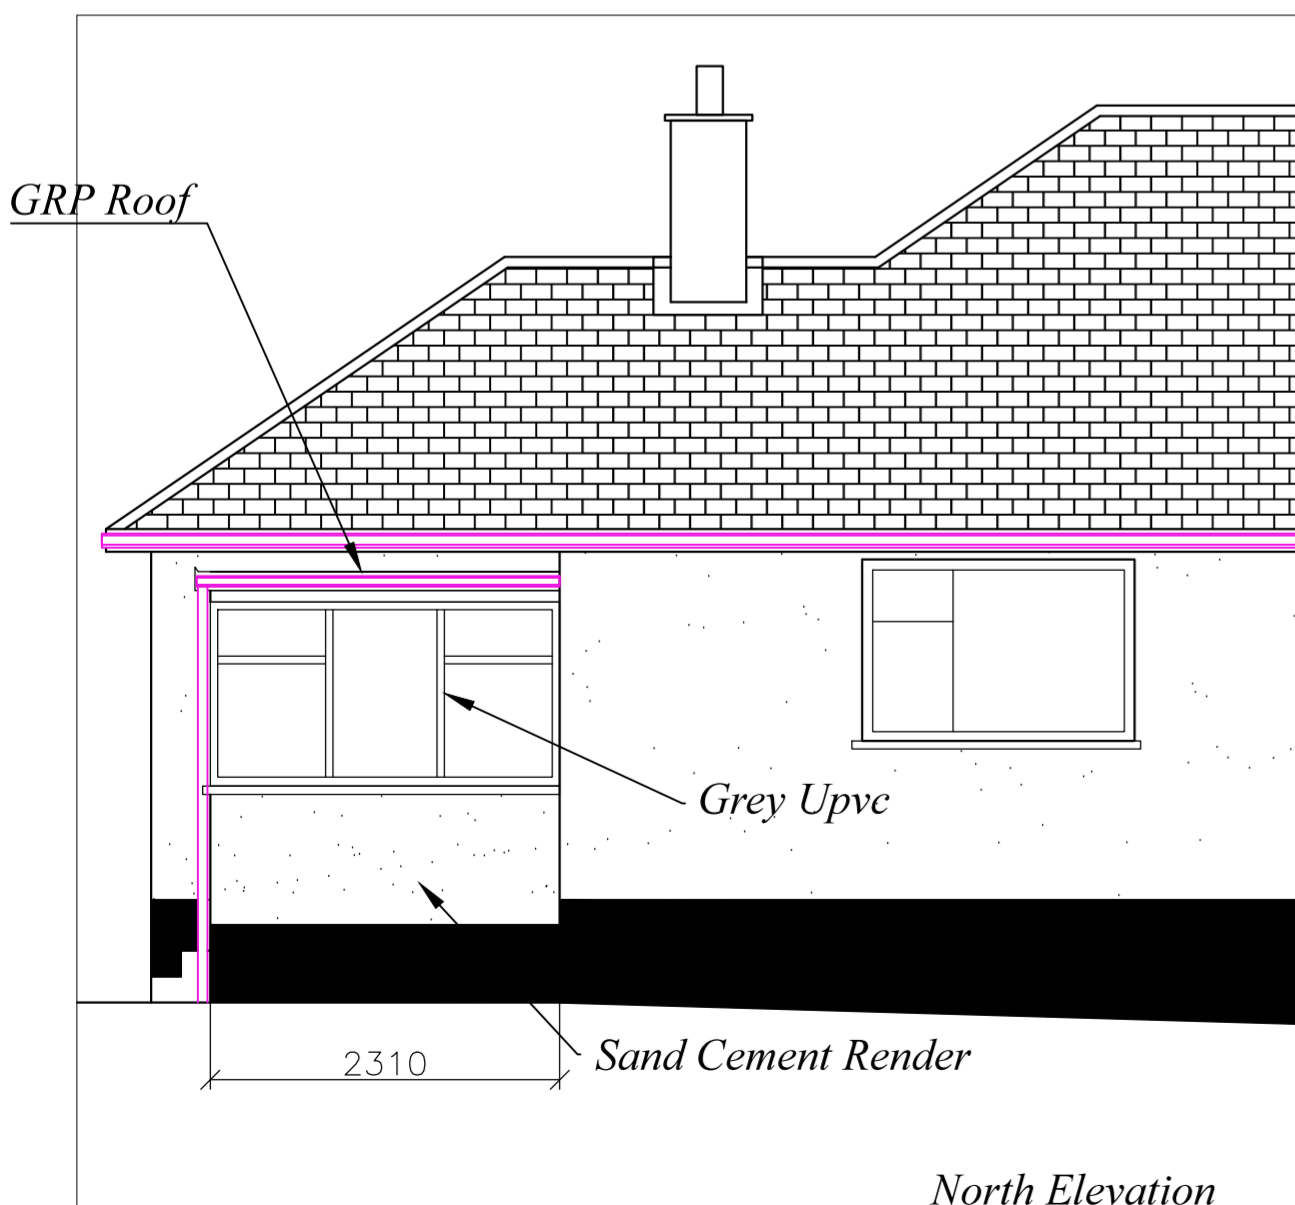 GRP Roof
Grey Upvc
Sand Cement Render
2310
North Elevation